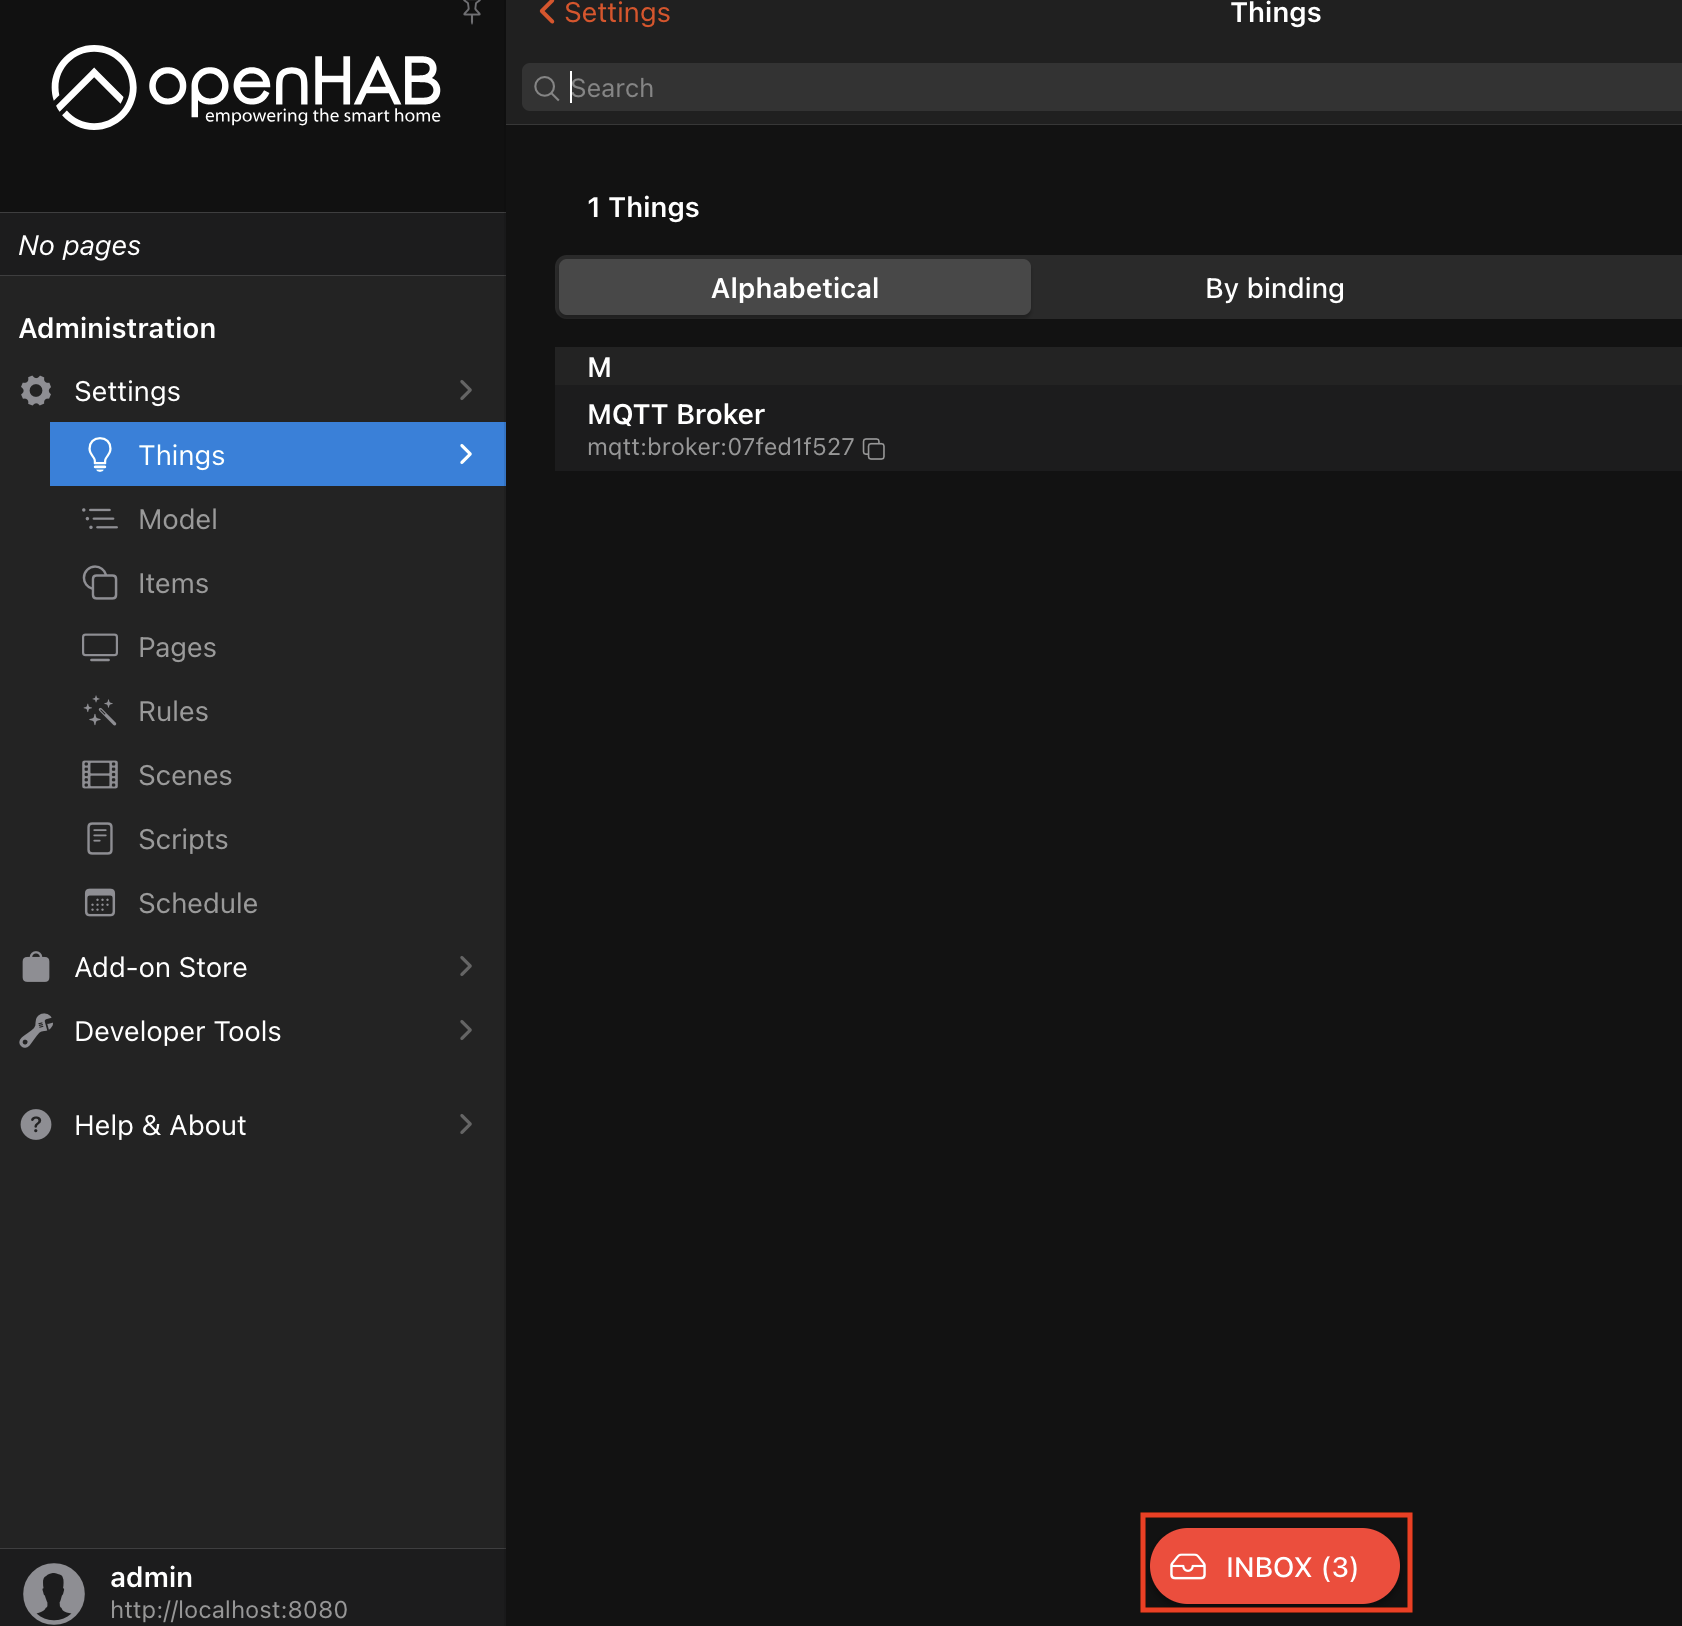 openHAB
empowering the smart home
No pages
Administration
Settings
Things
Model
Items
Pages
Rules
Scenes
Scripts
Schedule
Add-on Store
Developer Tools
Help & About
admin
http://localhost:8080
Settings
Things
Search
1 Things
Alphabetical
By binding
M
MQTT Broker
mqtt:broker:07fed1f527
INBOX (3)